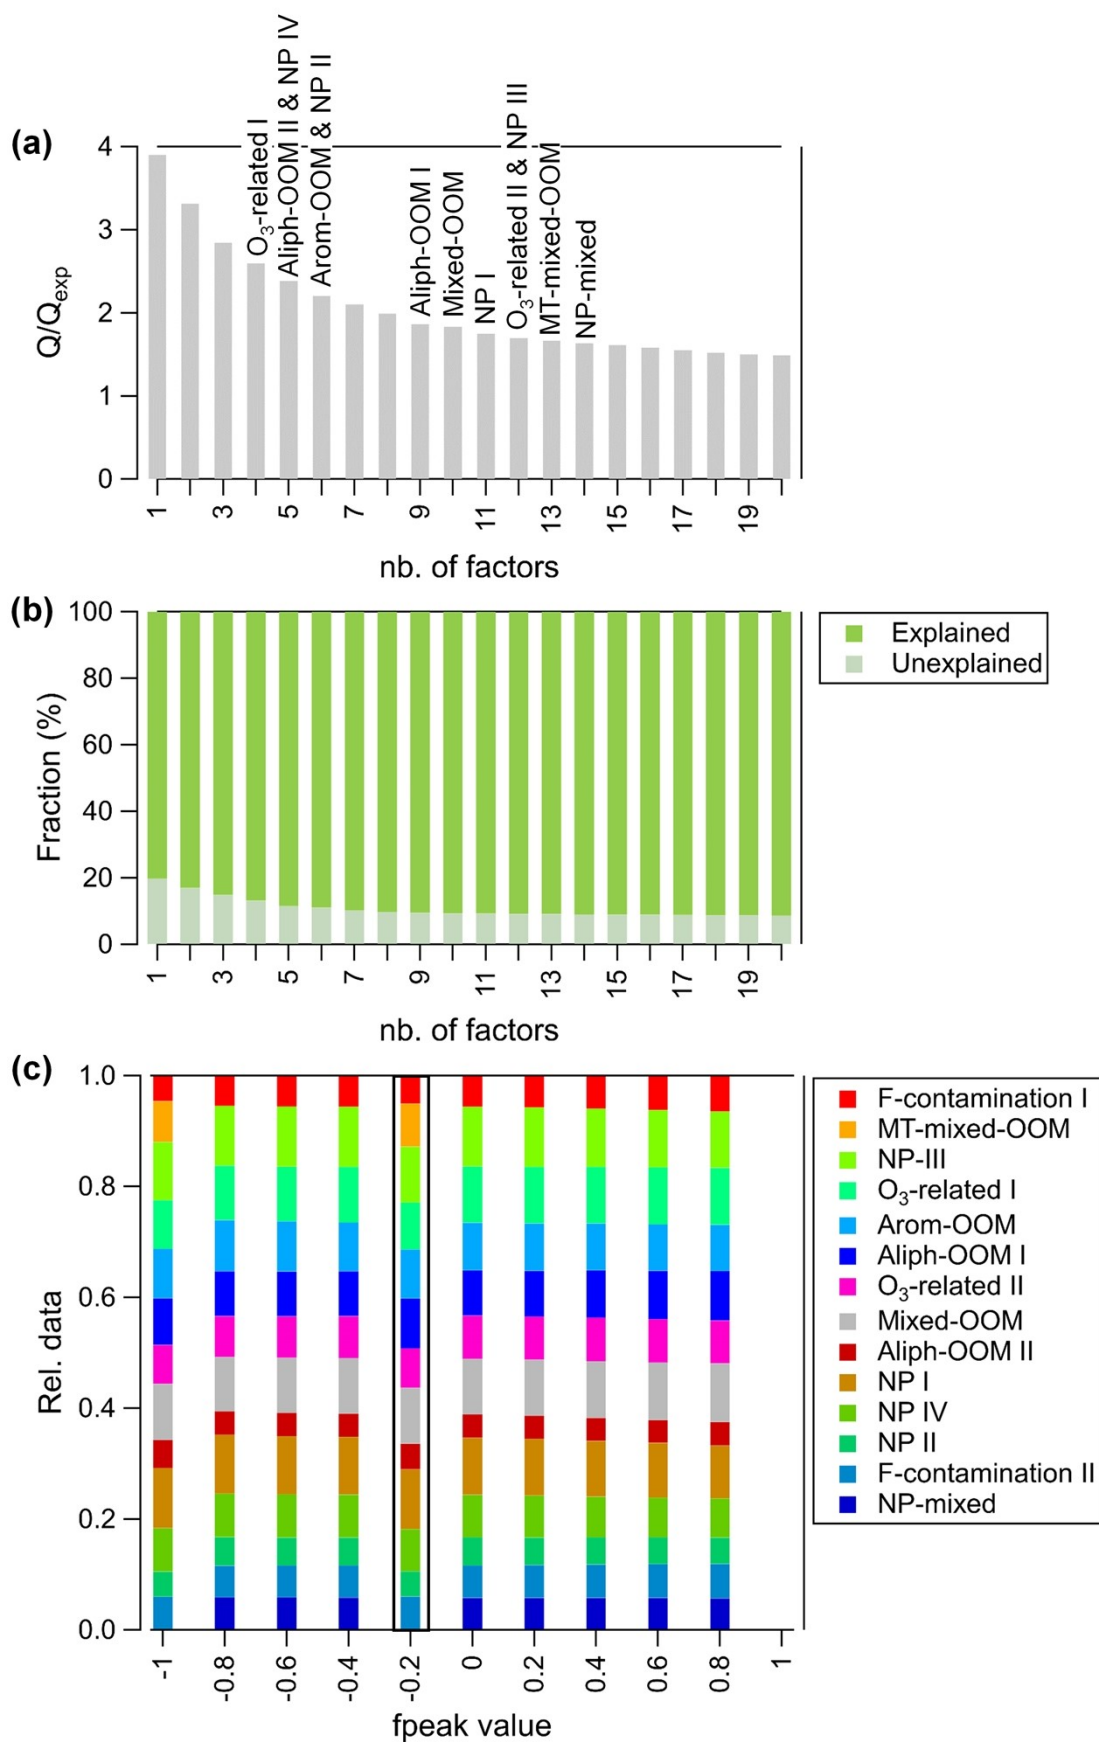 (a)
Q/Qexp
4
3
2
1
0
O3-related I
Aliph-OOM II & NP IV
Arom-OOM & NP II
Aliph-OOM I
Mixed-OOM
NP I
O3-related II & NP III
MT-mixed-OOM
NP-mixed
1 3 5 7 9 11 13 15 17 19
nb. of factors
(b)
Fraction (%)
100
80
60
40
20
0
1 3 5 7 9 11 13 15 17 19
nb. of factors
Explained
Unexplained
(c)
Rel. data
1.0
0.8
0.6
0.4
0.2
0.0
-1 -0.8 -0.6 -0.4 -0.2 0 0.2 0.4 0.6 0.8 1
fpeak value
F-contamination I
MT-mixed-OOM
NP-III
O3-related I
Arom-OOM
Aliph-OOM I
O3-related II
Mixed-OOM
Aliph-OOM II
NP I
NP IV
NP II
F-contamination II
NP-mixed